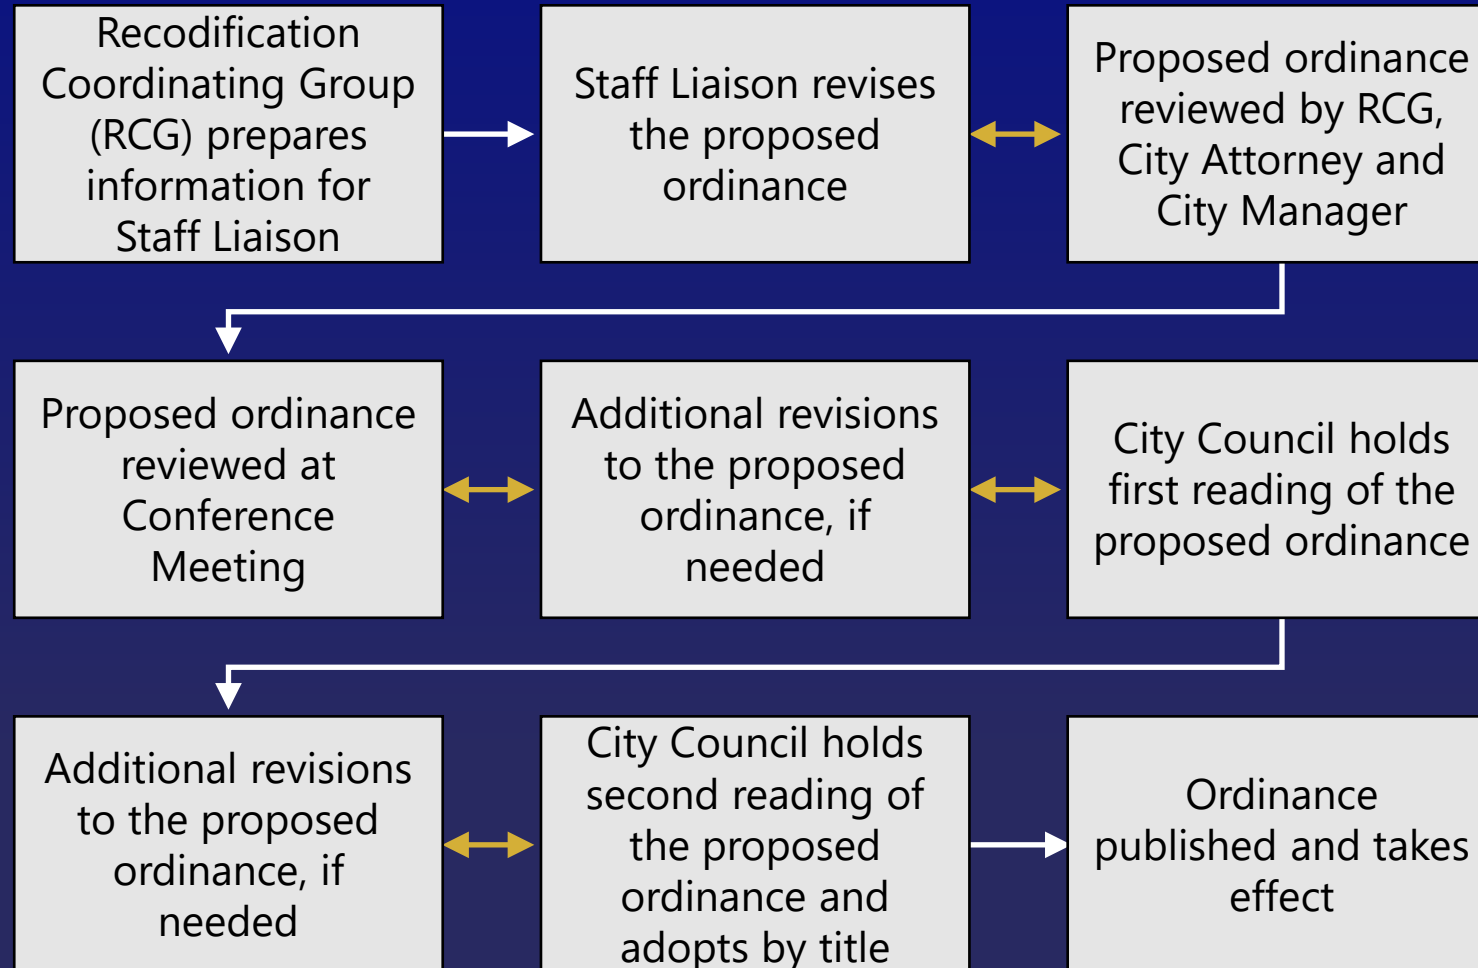 Recodification
Coordinating Group
(RCG) prepares
information for
Staff Liaison
Staff Liaison revises
the proposed
ordinance
Proposed ordinance
reviewed by RCG,
City Attorney and
City Manager
Proposed ordinance
reviewed at
Conference
Meeting
Additional revisions
to the proposed
ordinance, if
needed
City Council holds
first reading of the
proposed ordinance
Additional revisions
to the proposed
ordinance, if
needed
City Council holds
second reading of
the proposed
ordinance and
adopts by title
Ordinance
published and takes
effect